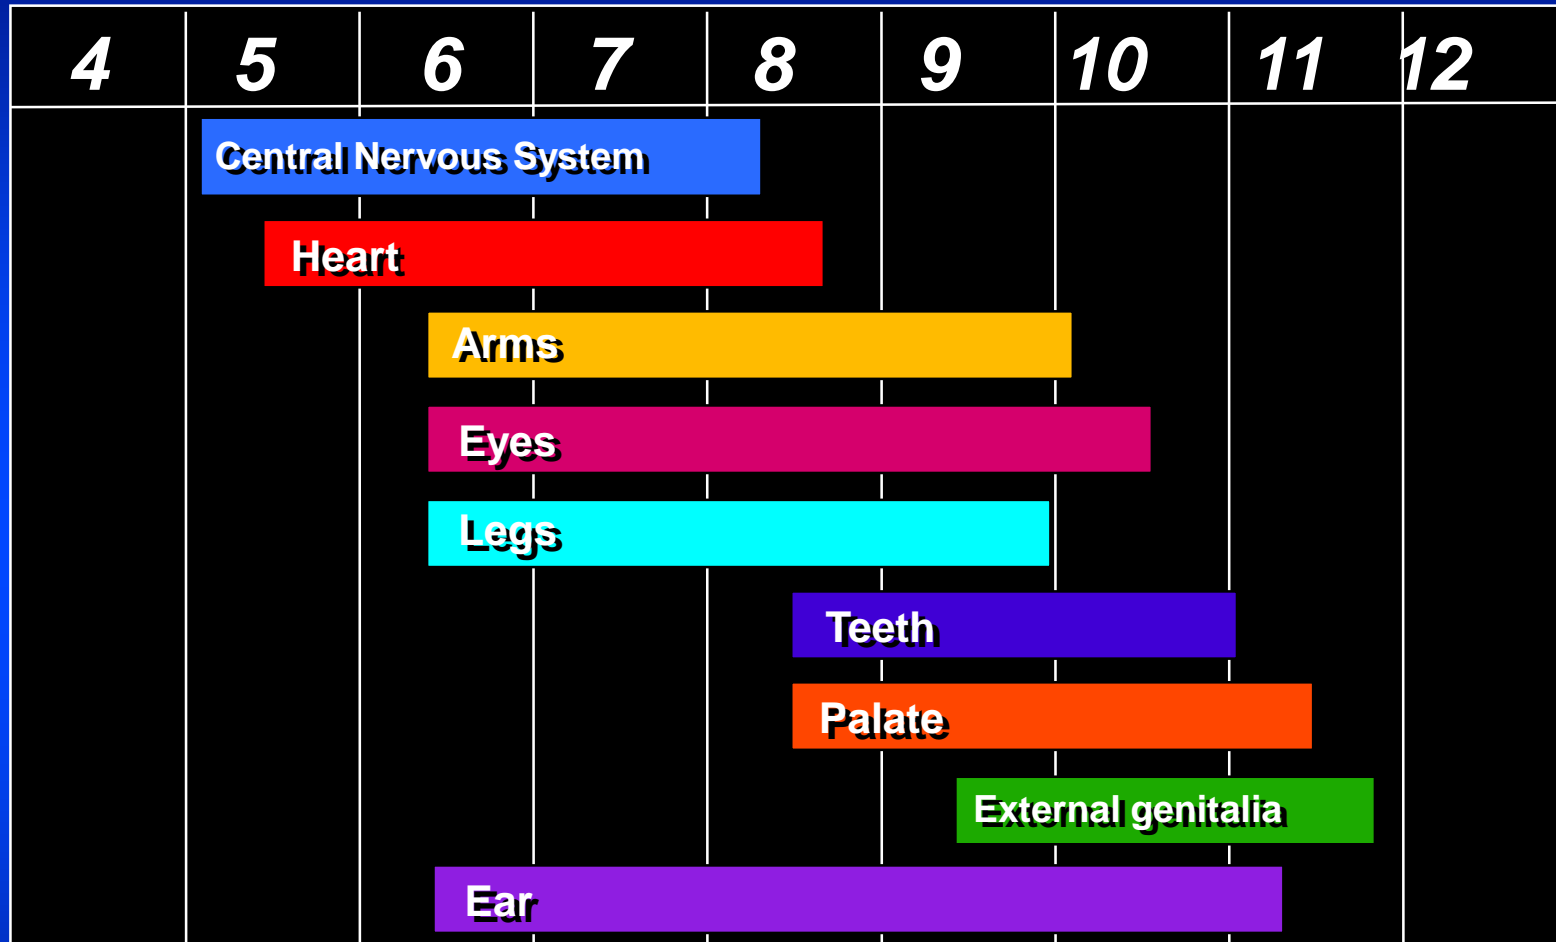 4 5 6 7 8 9 10 11 12
Central Nervous System
Heart
Arms
Eyes
Legs
Teeth
Palate
External genitalia
Ear